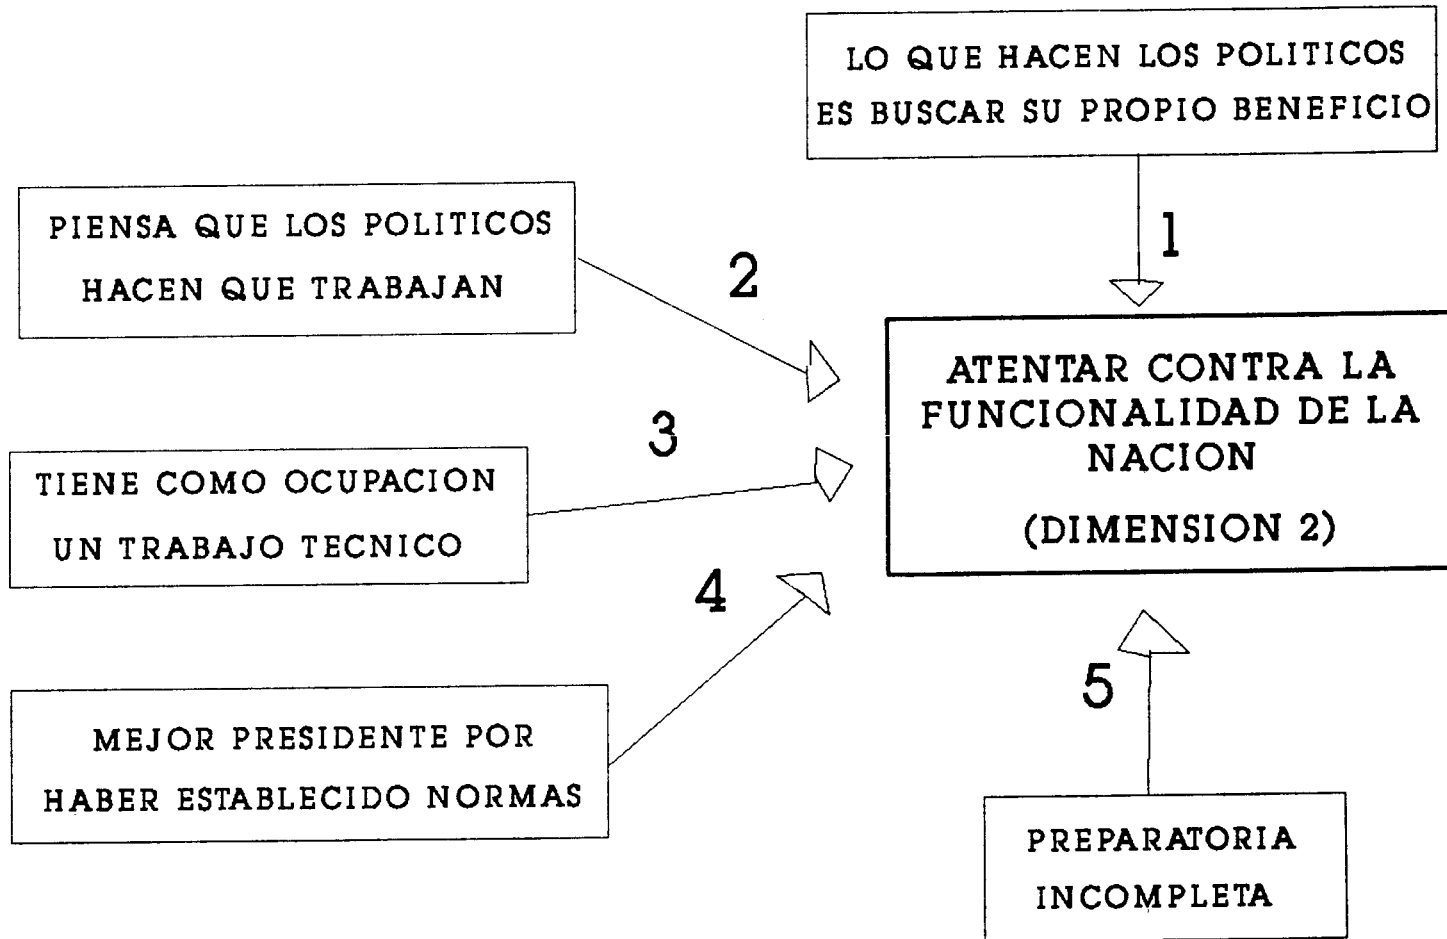 LO QUE HACEN LOS POLITICOS
ES BUSCAR SU PROPIO BENEFICIO
1
PIENSA QUE LOS POLITICOS
HACEN QUE TRABAJAN
2
ATENTAR CONTRA LA
FUNCIONALIDAD DE LA
NACION
(DIMENSION 2)
3
TIENE COMO OCUPACION
UN TRABAJO TECNICO
4
MEJOR PRESIDENTE POR
HABER ESTABLECIDO NORMAS
5
PREPARATORIA
INCOMPLETA